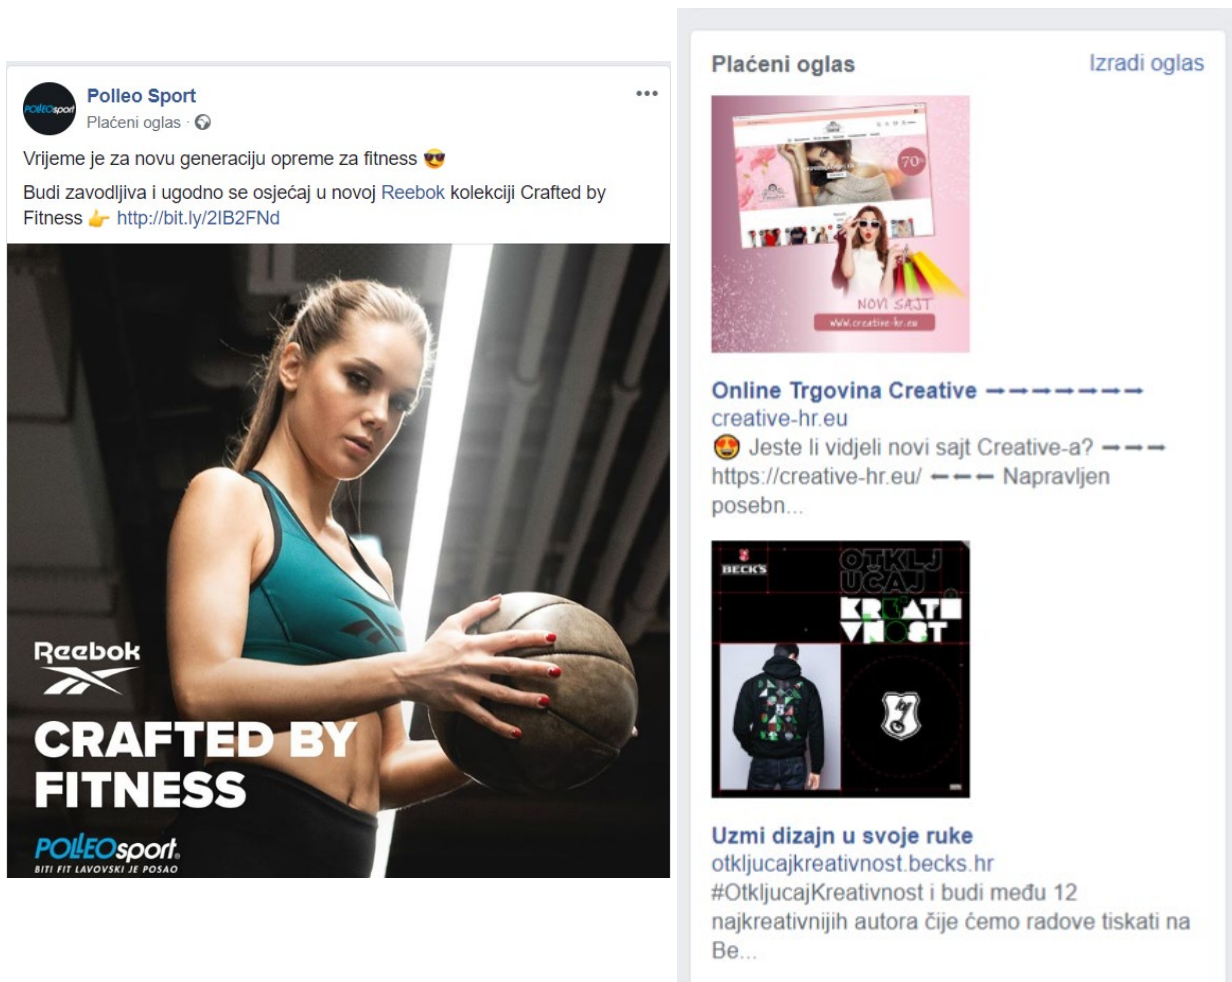 Polleo Sport
Plaćeni oglas ·
Vrijeme je za novu generaciju opreme za fitness 😎
Budi zavodljiva i ugodno se osjećaj u novoj Reebok kolekciji Crafted by
Fitness 👉 http://bit.ly/2IB2FNd
POLLEOsport
Reebok
CRAFTED BY
FITNESS
POLLEOsport®
BITI FIT LAVOVSKI JE POSAO
Plaćeni oglas
Izradi oglas
70%
NOVI SAJT
www.creative-hr.eu
Online Trgovina Creative ➞➞➞➞➞➞➞
creative-hr.eu
😍 Jeste li vidjeli novi sajt Creative-a? ➞➞➞
https://creative-hr.eu/ ⬅⬅⬅ Napravljen
posebn...
BECK'S
OTKLJ
UČAJ
KREATI
VNOST
Uzmi dizajn u svoje ruke
otkljucajkreativnost.becks.hr
#OtkljucajKreativnost i budi među 12
najkreativnijih autora čije ćemo radove tiskati na
Be...